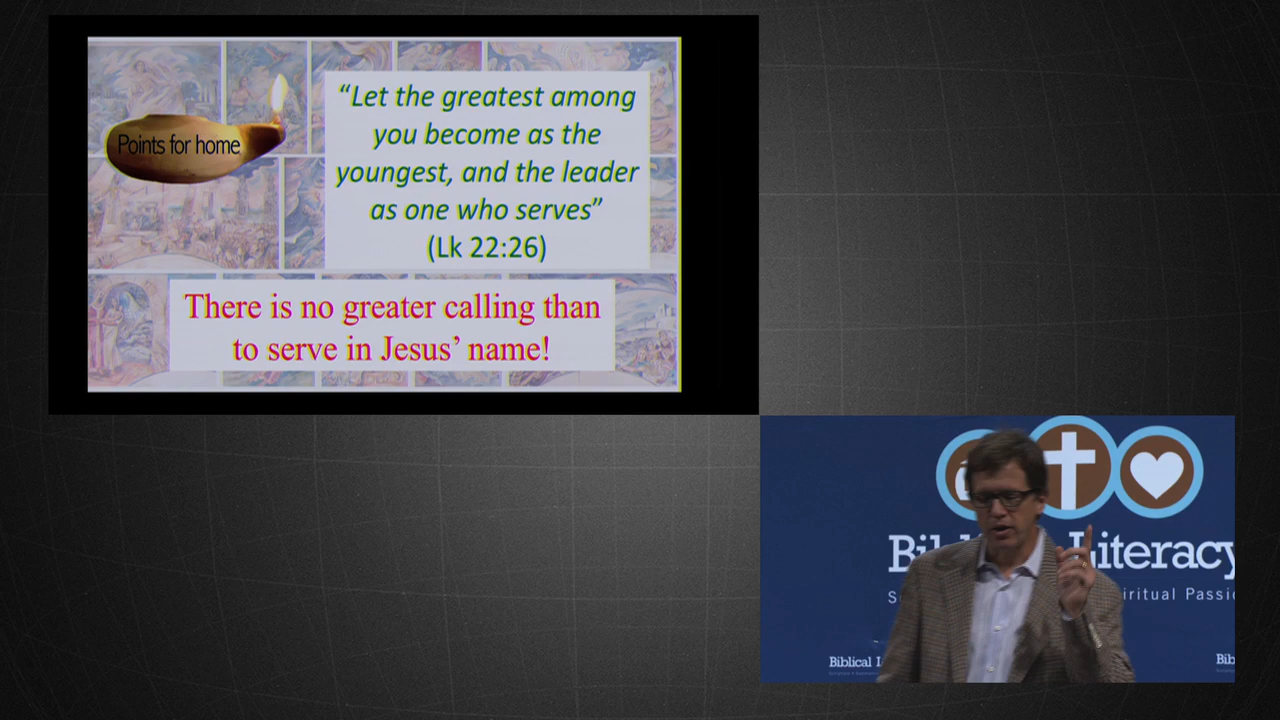 Points for home
“Let the greatest among
you become as the
youngest, and the leader
as one who serves”
(Lk 22:26)
There is no greater calling than
to serve in Jesus’ name!
Literacy
Biblical